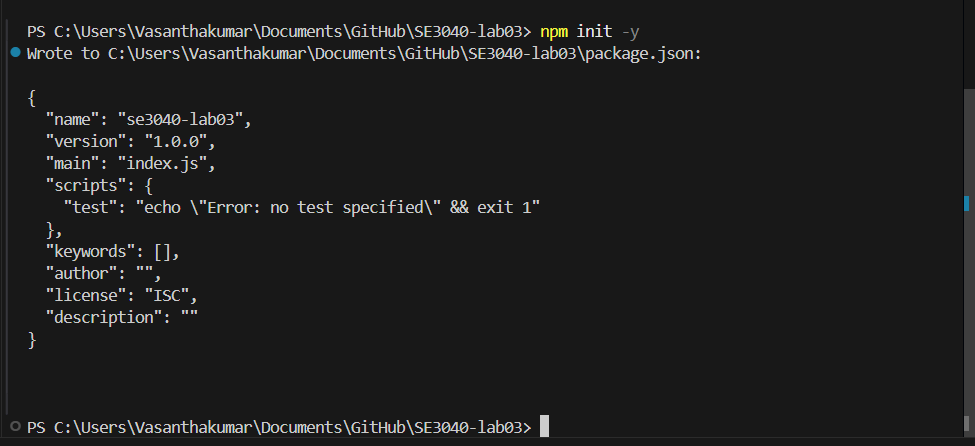 PS C:\Users\Vasanthakumar\Documents\GitHub\SE3040-lab03> npm init -y
Wrote to C:\Users\Vasanthakumar\Documents\GitHub\SE3040-lab03\package.json:
{
  "name": "se3040-lab03",
  "version": "1.0.0",
  "main": "index.js",
  "scripts": {
    "test": "echo \"Error: no test specified\" && exit 1"
  },
  "keywords": [],
  "author": "",
  "license": "ISC",
  "description": ""
}
PS C:\Users\Vasanthakumar\Documents\GitHub\SE3040-lab03>